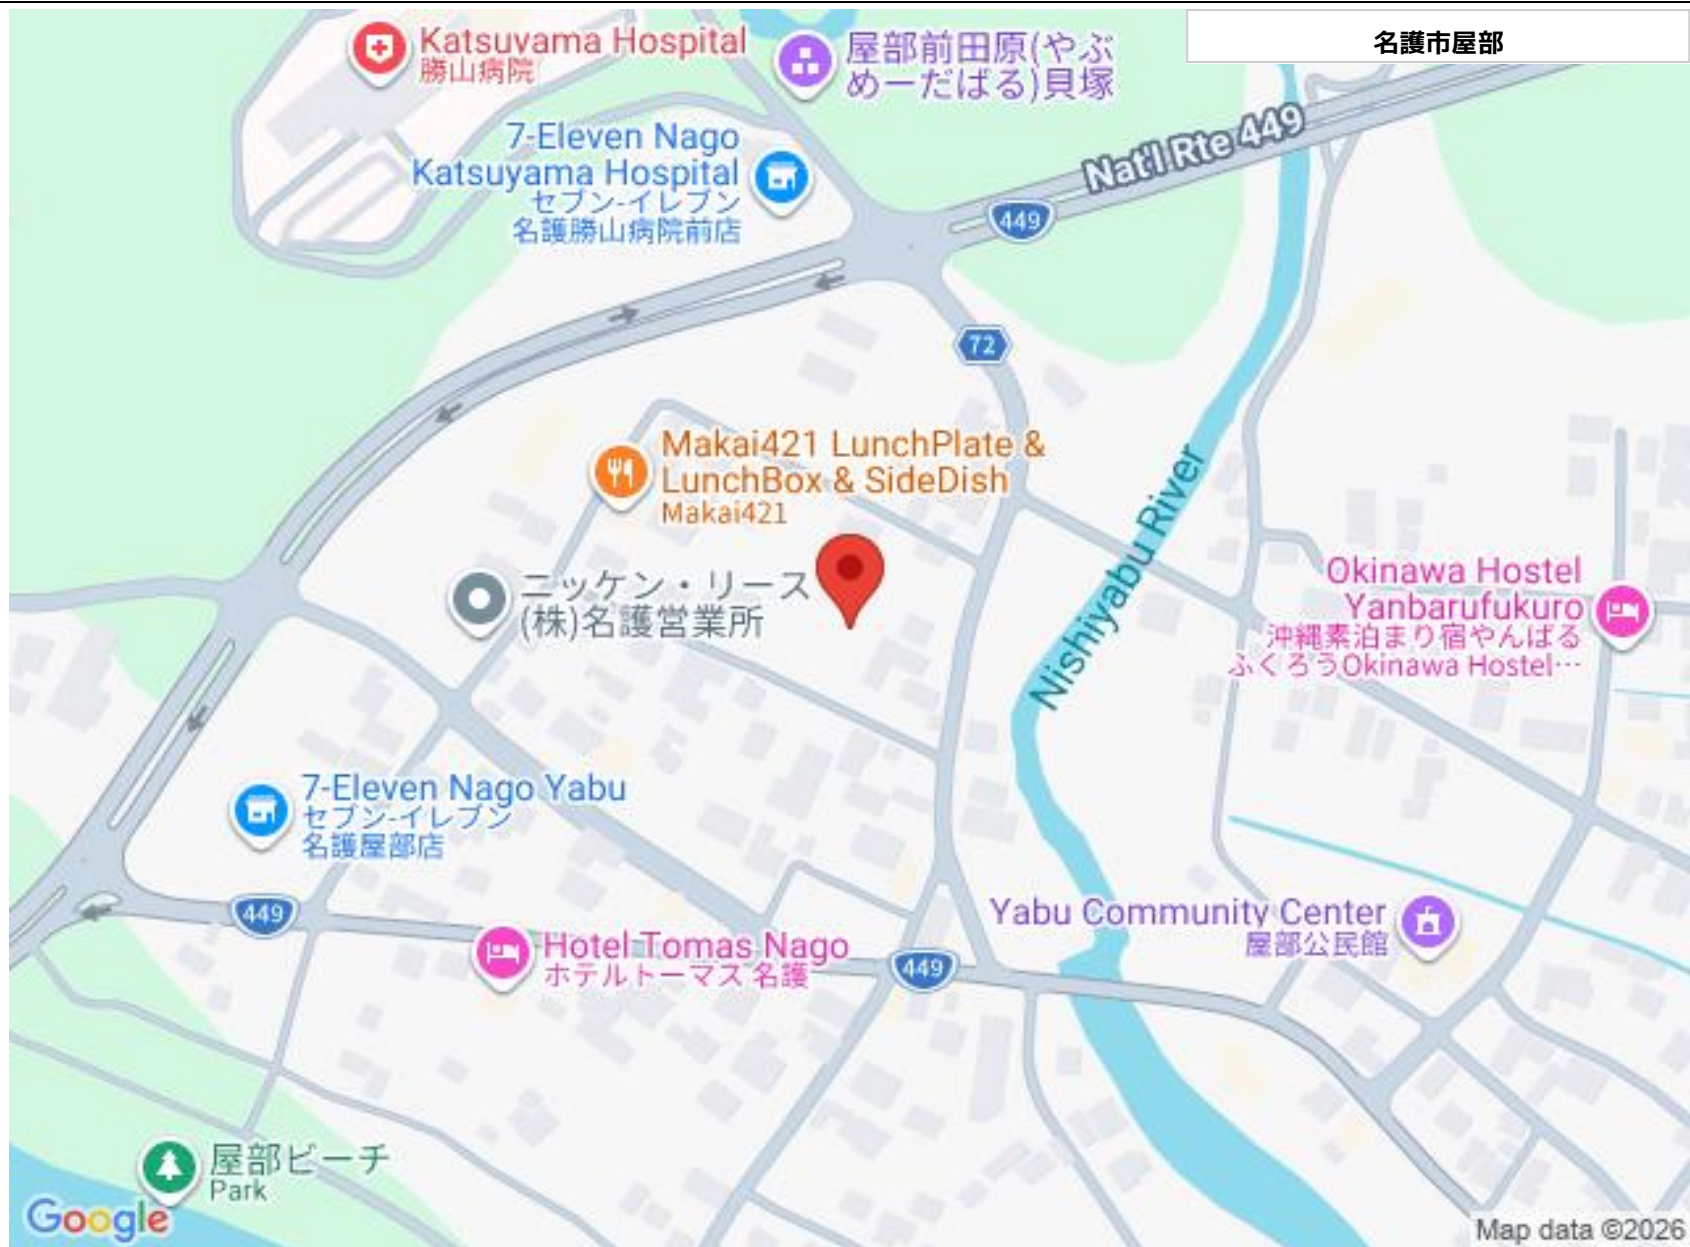 名護市屋部
Katsuyama Hospital
勝山病院
屋部前田原(やぶ
めーだばる)貝塚
7-Eleven Nago
Katsuyama Hospital
セブン-イレブン
名護勝山病院前店
Nat'l Rte 449
449
72
Makai421 LunchPlate &
LunchBox & SideDish
Makai421
ニッケン・リース
(株)名護営業所
Nishiyabu River
Okinawa Hostel
Yanbarufukuro
沖縄素泊まり宿やんばる
ふくろうOkinawa Hostel…
7-Eleven Nago Yabu
セブン-イレブン
名護屋部店
449
Hotel Tomas Nago
ホテルトーマス 名護
449
Yabu Community Center
屋部公民館
屋部ビーチ
Park
Google
Map data ©2026